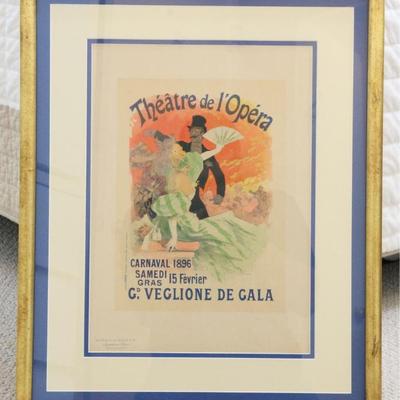 Théâtre de l'Opéra
CARNAVAL 1896
SAMEDI
GRAS 15 Février
Gᴰ VEGLIONE DE GALA